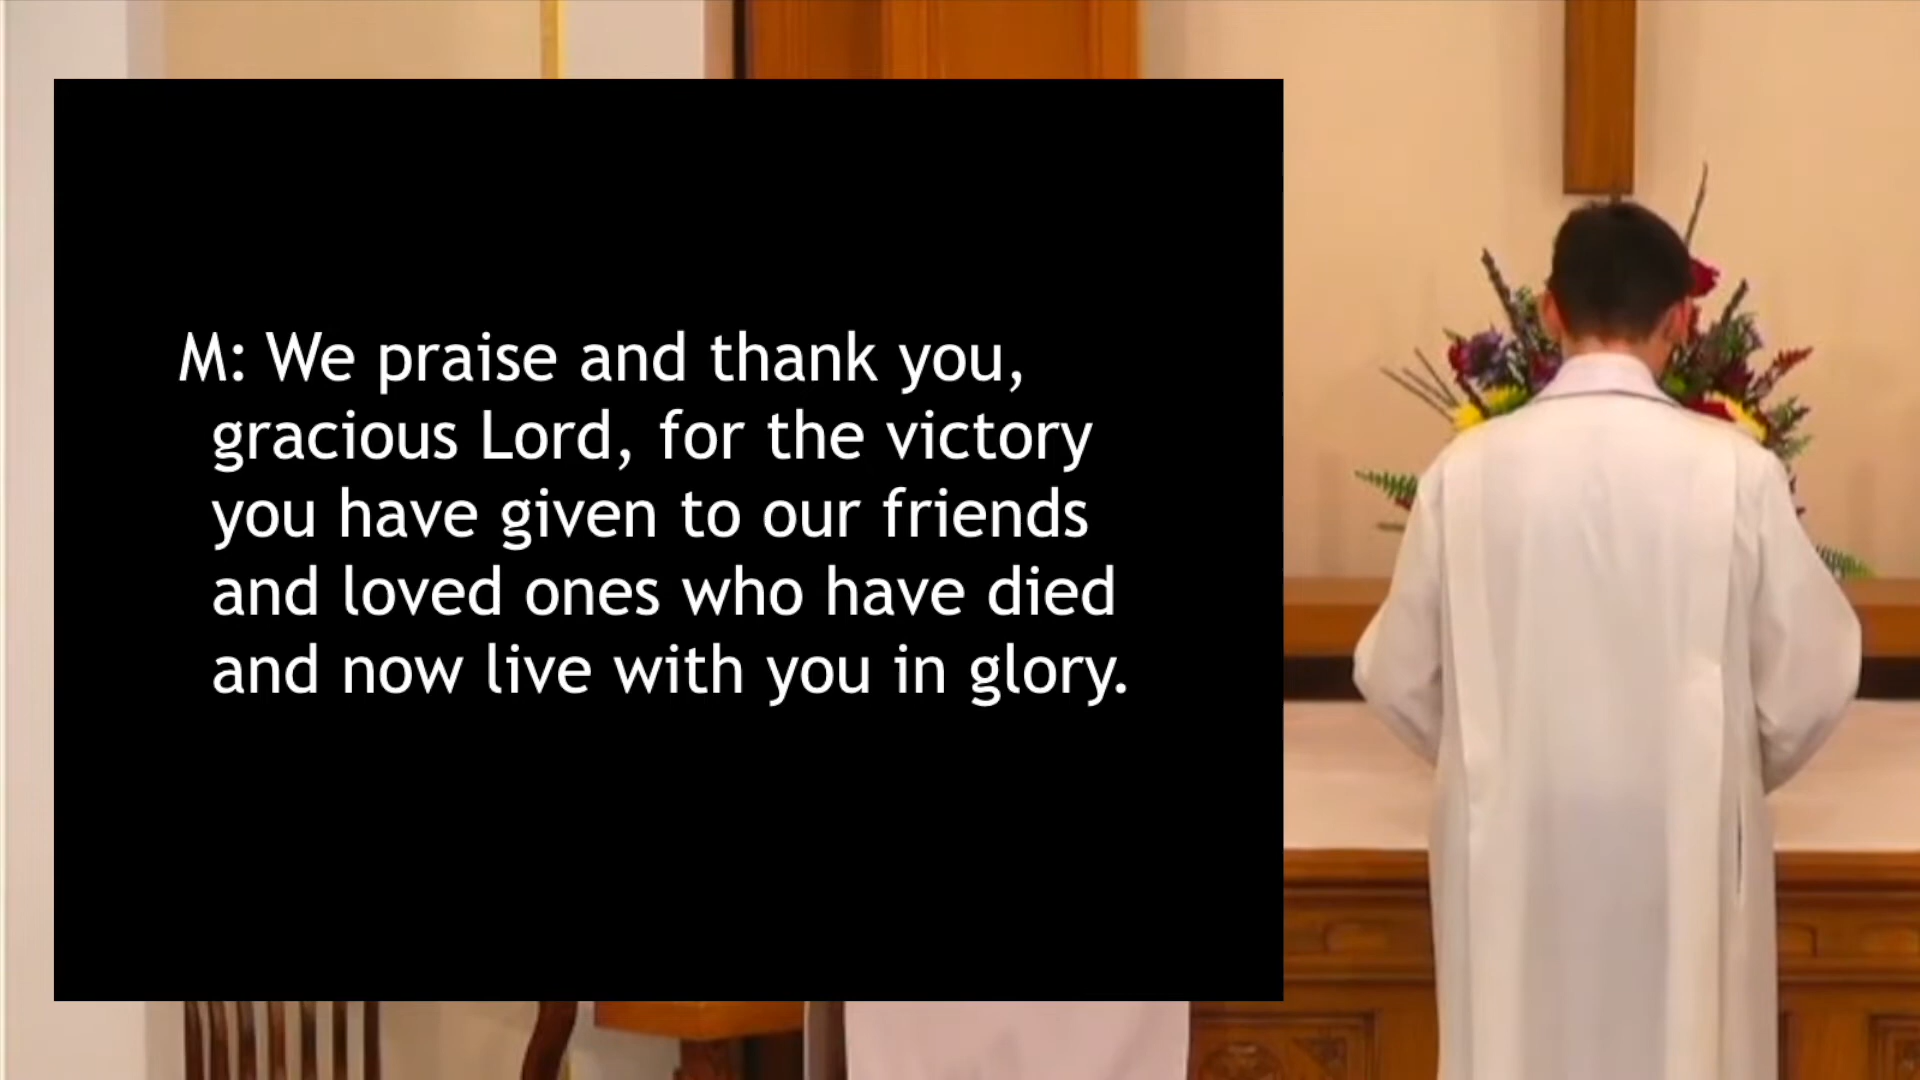 M: We praise and thank you,
gracious Lord, for the victory
you have given to our friends
and loved ones who have died
and now live with you in glory.